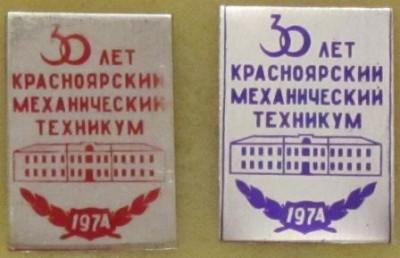 30 ЛЕТ
КРАСНОЯРСКИЙ
МЕХАНИЧЕСКИЙ
ТЕХНИКУМ
1974
30 ЛЕТ
КРАСНОЯРСКИЙ
МЕХАНИЧЕСКИЙ
ТЕХНИКУМ
1974